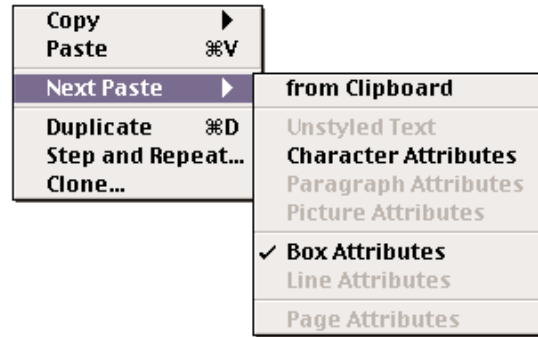 Copy
Paste ⌘V
Next Paste
Duplicate ⌘D
Step and Repeat...
Clone...
from Clipboard
Unstyled Text
Character Attributes
Paragraph Attributes
Picture Attributes
✓ Box Attributes
Line Attributes
Page Attributes